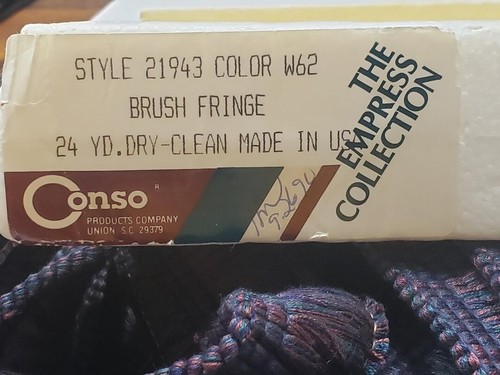 STYLE 21943 COLOR W62
BRUSH FRINGE
24 YD. DRY-CLEAN MADE IN US
THE
EMPRESS
COLLECTION
CONSO
PRODUCTS COMPANY
UNION S.C. 29379